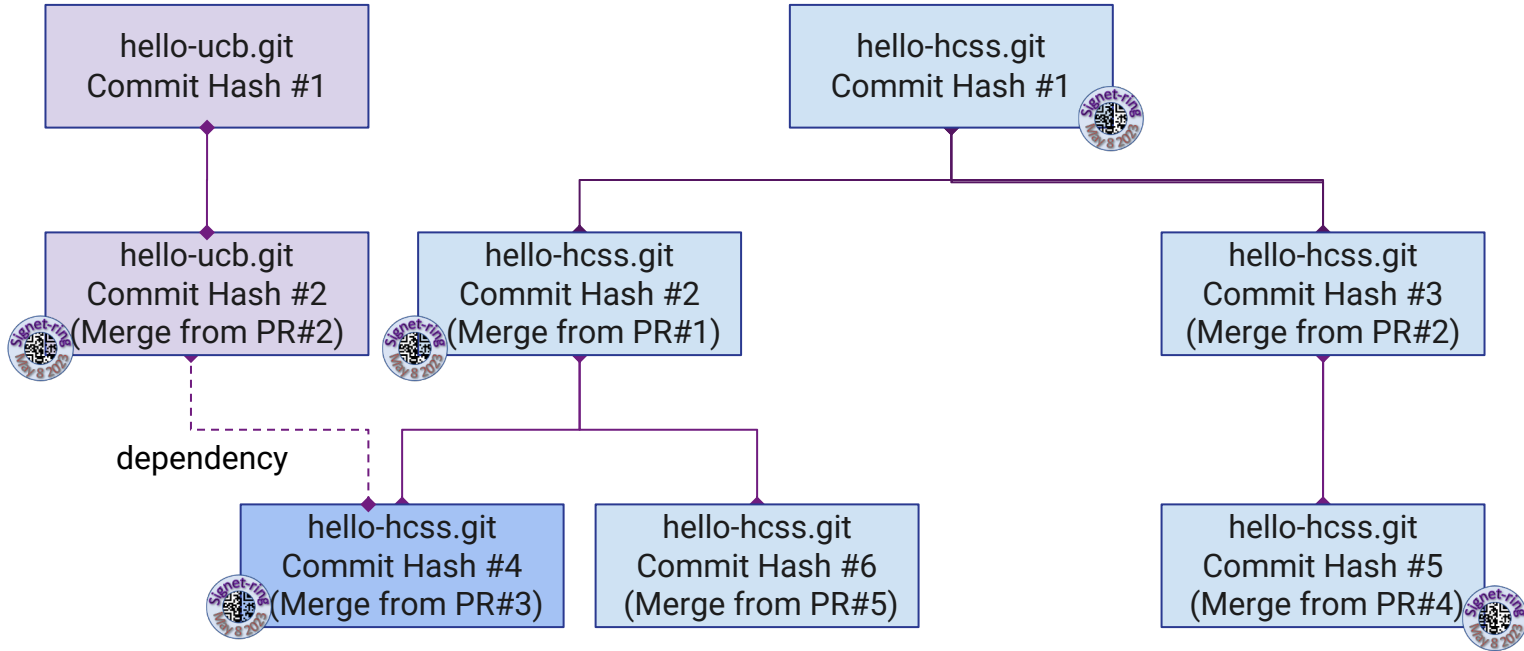 hello-ucb.git
Commit Hash #1
hello-hcss.git
Commit Hash #1
Signet-ring
May 8 2023
hello-ucb.git
Commit Hash #2
(Merge from PR#2)
Signet-ring
May 8 2023
hello-hcss.git
Commit Hash #2
(Merge from PR#1)
Signet-ring
May 8 2023
hello-hcss.git
Commit Hash #3
(Merge from PR#2)
dependency
hello-hcss.git
Commit Hash #4
(Merge from PR#3)
Signet-ring
May 8 2023
hello-hcss.git
Commit Hash #6
(Merge from PR#5)
hello-hcss.git
Commit Hash #5
(Merge from PR#4)
Signet-ring
May 8 2023